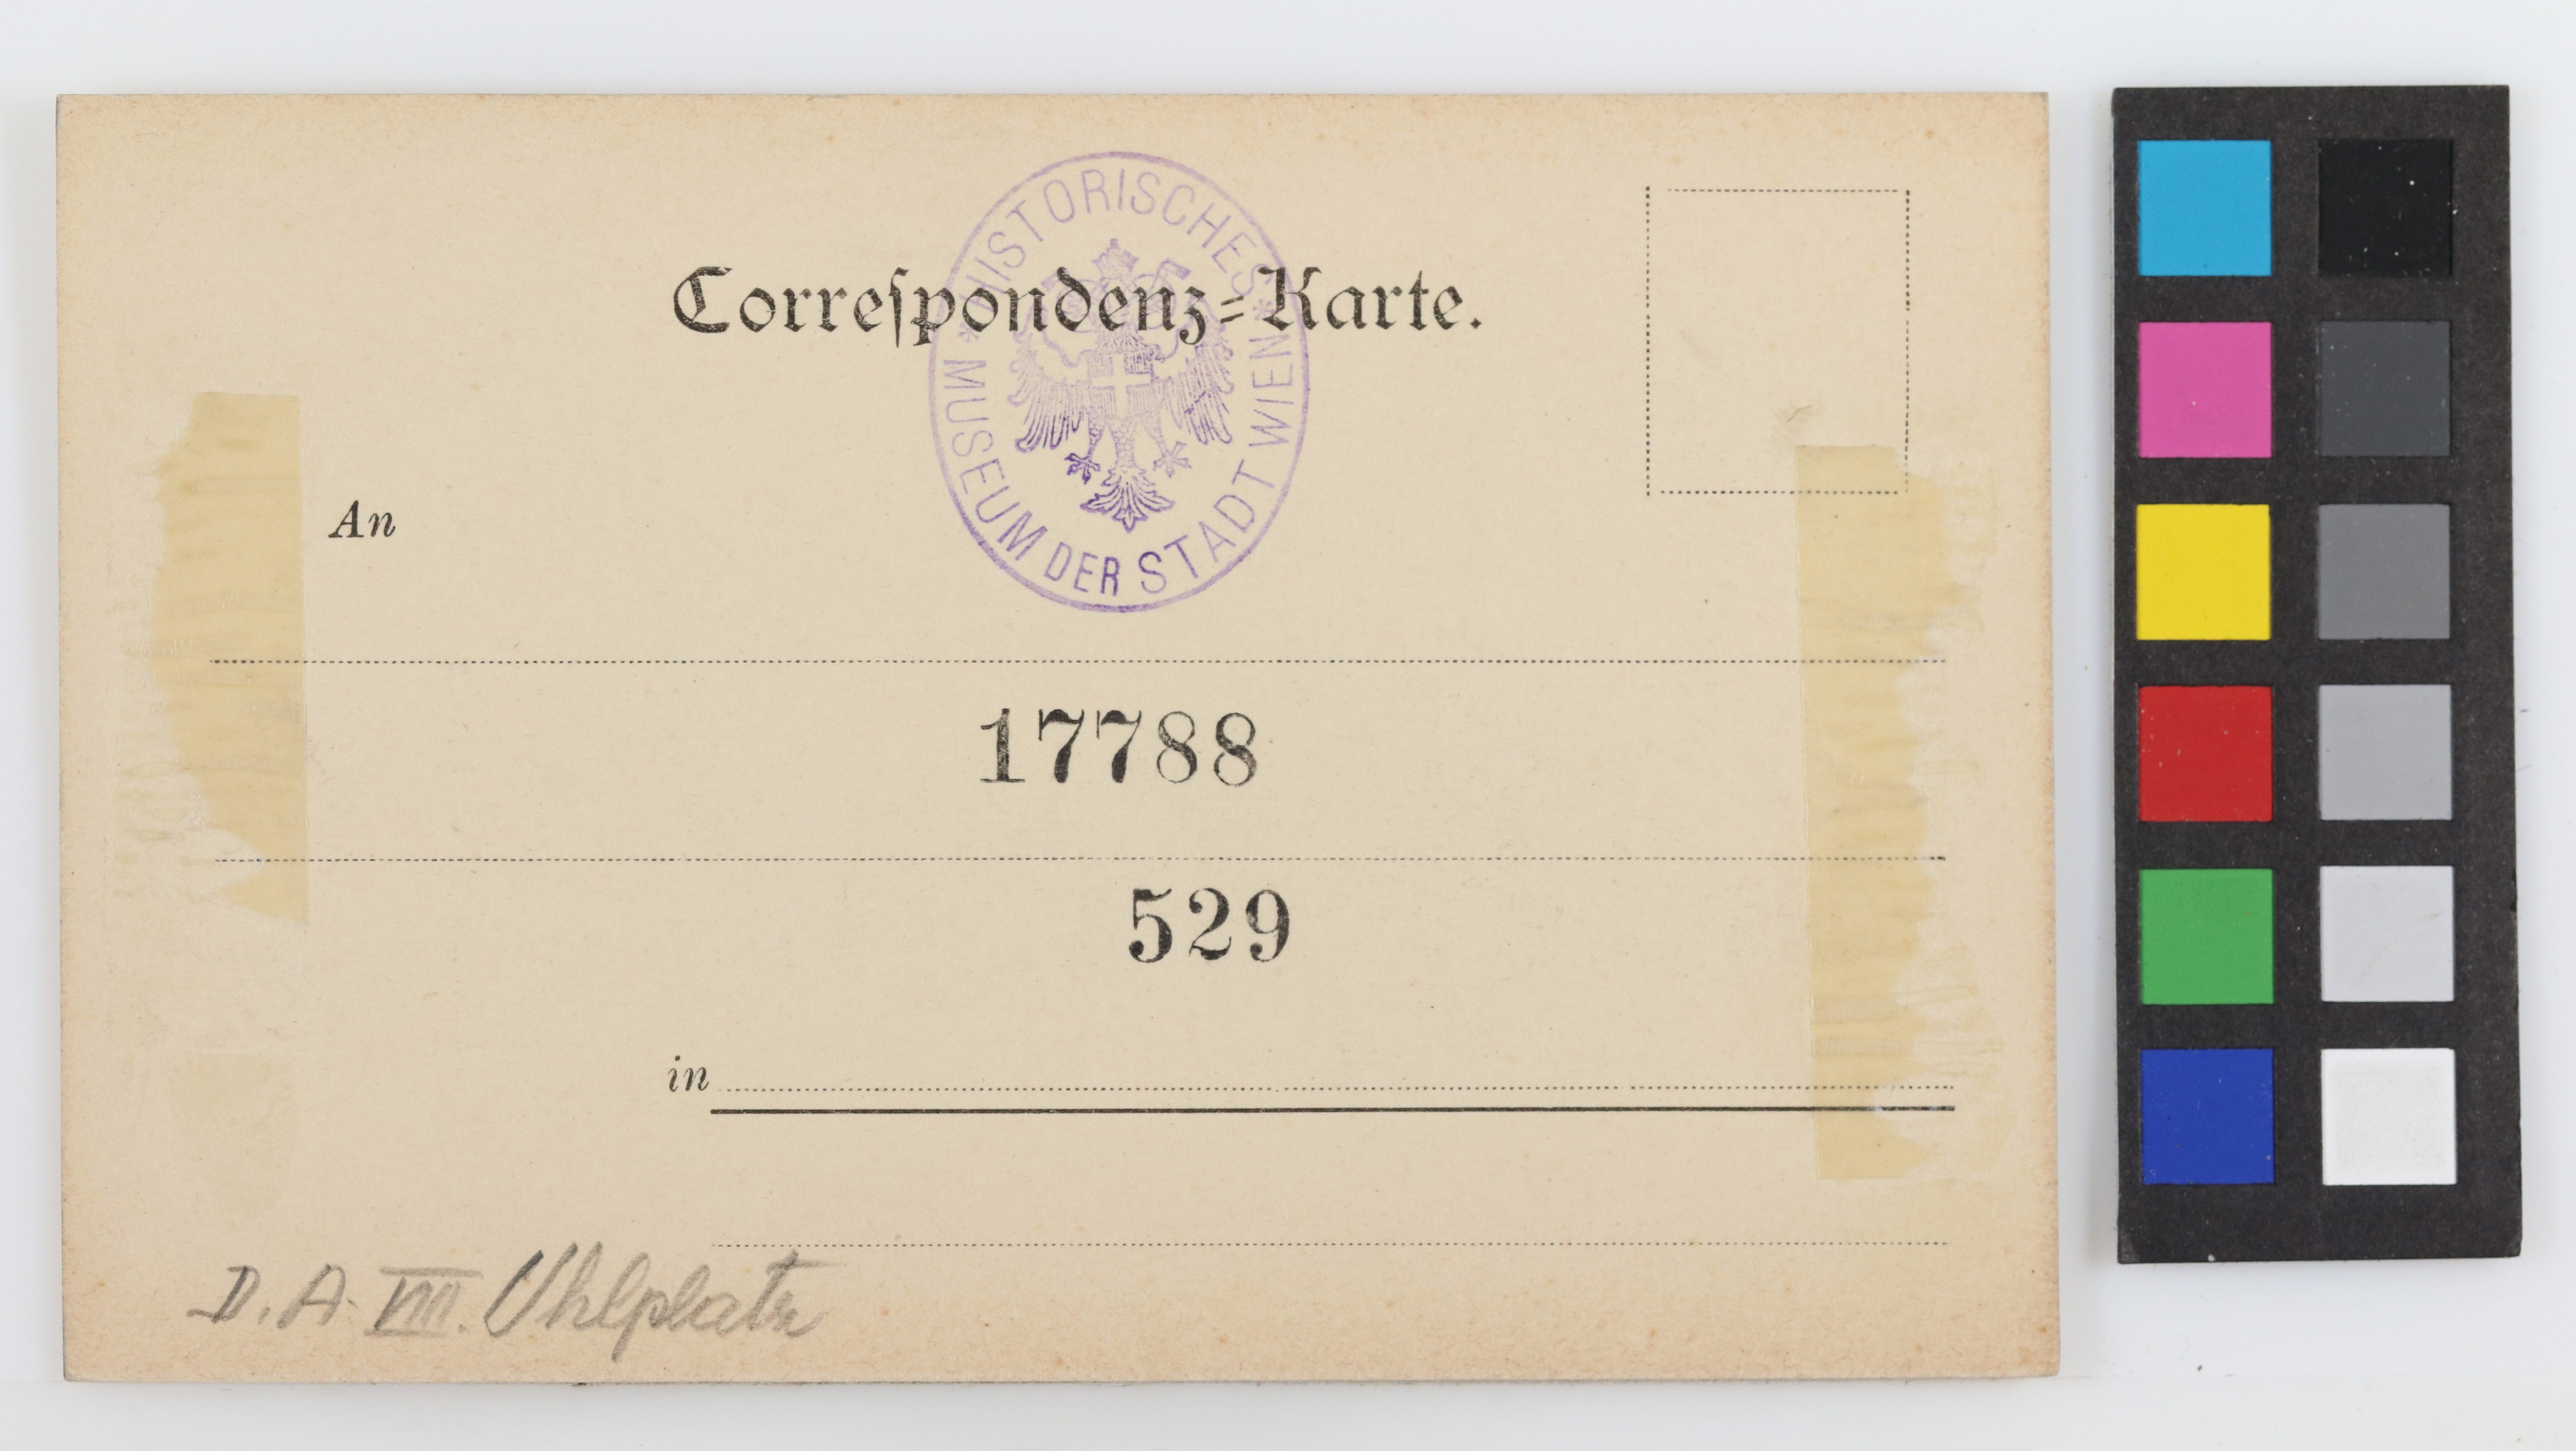 Correſpondenz=Karte.
* HISTORISCHES *
MUSEUM DER STADT WIEN
An
17788
529
in
D. A. VIII. Uhlplatz